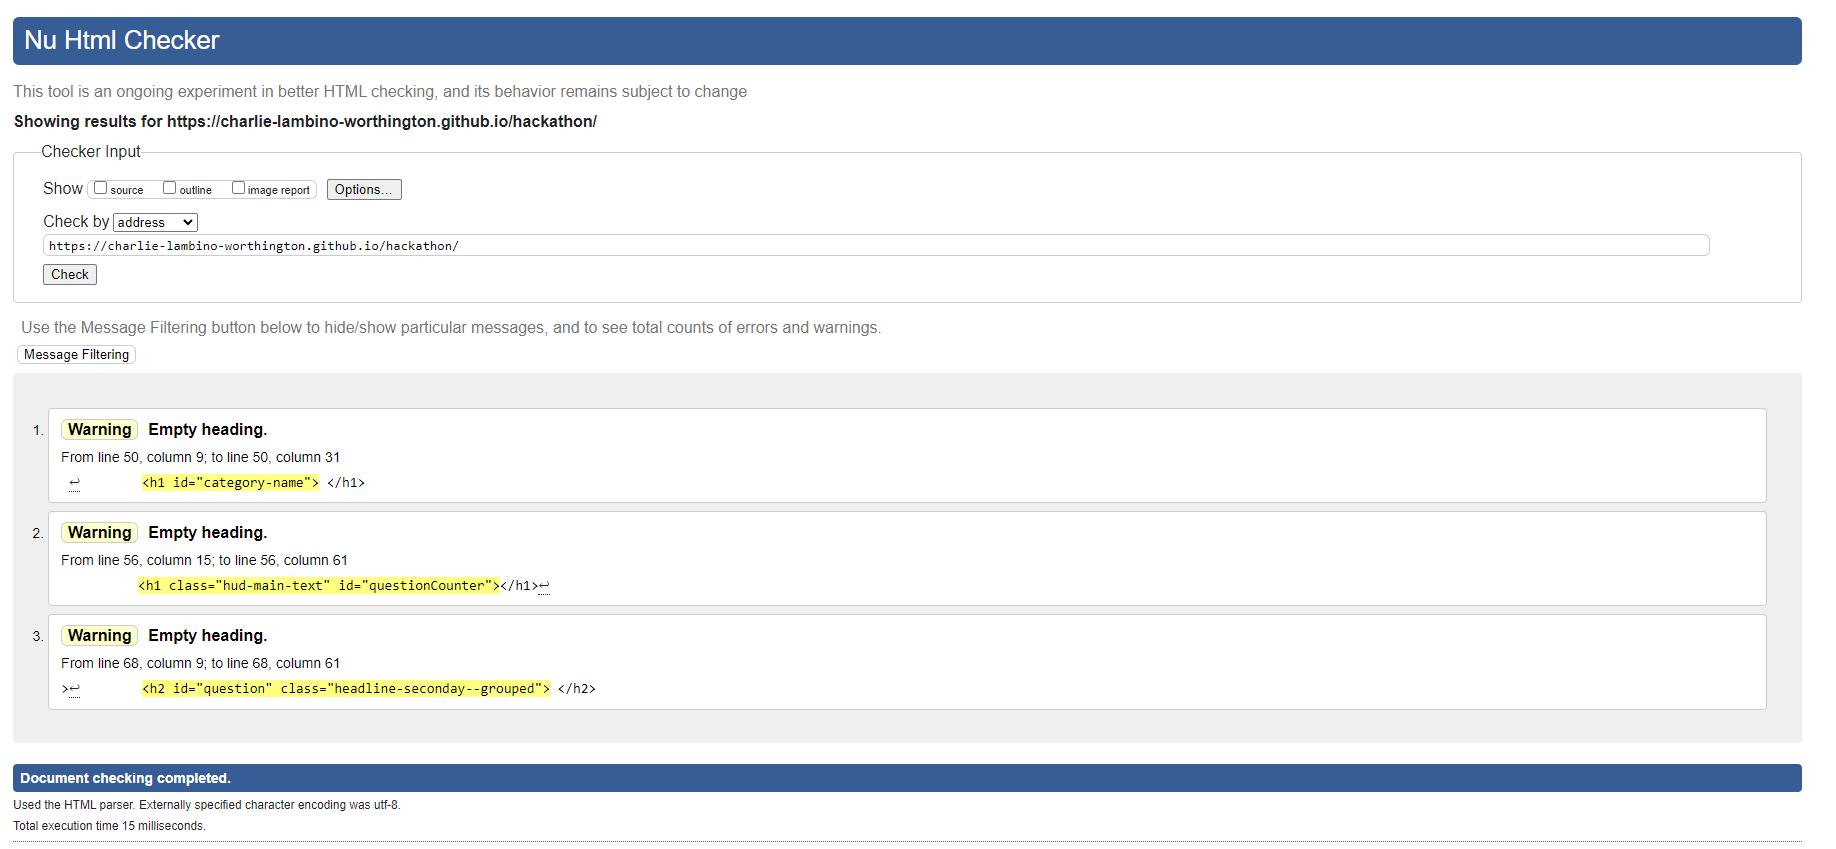 Nu Html Checker
This tool is an ongoing experiment in better HTML checking, and its behavior remains subject to change
Showing results for https://charlie-lambino-worthington.github.io/hackathon/
Checker Input
Show source outline image report Options...
Check by address
https://charlie-lambino-worthington.github.io/hackathon/
Check
Use the Message Filtering button below to hide/show particular messages, and to see total counts of errors and warnings.
Message Filtering
1. Warning Empty heading.
From line 50, column 9; to line 50, column 31
↩ <h1 id="category-name"> </h1>
2. Warning Empty heading.
From line 56, column 15; to line 56, column 61
<h1 class="hud-main-text" id="questionCounter"></h1>↩
3. Warning Empty heading.
From line 68, column 9; to line 68, column 61
>↩ <h2 id="question" class="headline-seconday--grouped"> </h2>
Document checking completed.
Used the HTML parser. Externally specified character encoding was utf-8.
Total execution time 15 milliseconds.